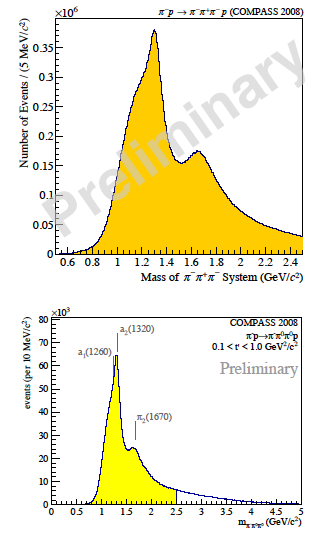 ×10⁶
π⁻p → π⁻π⁺π⁻ p (COMPASS 2008)
Number of Events / (5 MeV/c²)
0.35
0.3
0.25
0.2
0.15
0.1
0.05
0
Preliminary
0.6 0.8 1 1.2 1.4 1.6 1.8 2 2.2 2.4
Mass of π⁻π⁺π⁻ System (GeV/c²)
×10³
events (per 10 MeV/c²)
80
70
60
50
40
30
20
10
0
COMPASS 2008
π⁻p→π⁻π⁰π⁰p
0.1 < t' < 1.0 GeV²/c²
Preliminary
a₂(1320)
a₁(1260)
π₂(1670)
0 0.5 1 1.5 2 2.5 3 3.5 4 4.5 5
m π⁻π⁰π⁰ (GeV/c²)